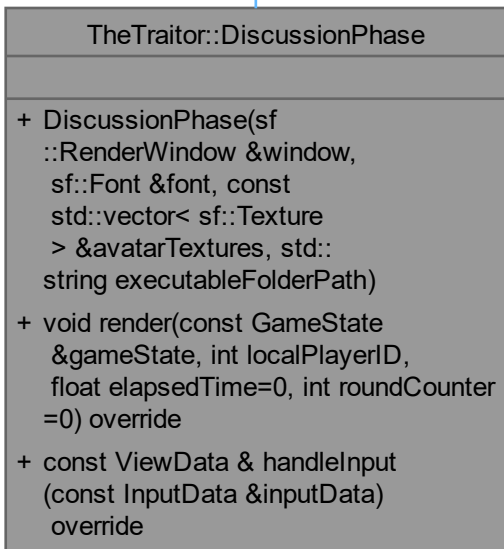 TheTraitor::DiscussionPhase
+ DiscussionPhase(sf
::RenderWindow &window,
sf::Font &font, const
std::vector< sf::Texture
> &avatarTextures, std::
string executableFolderPath)
+ void render(const GameState
&gameState, int localPlayerID,
float elapsedTime=0, int roundCounter
=0) override
+ const ViewData & handleInput
(const InputData &inputData)
override